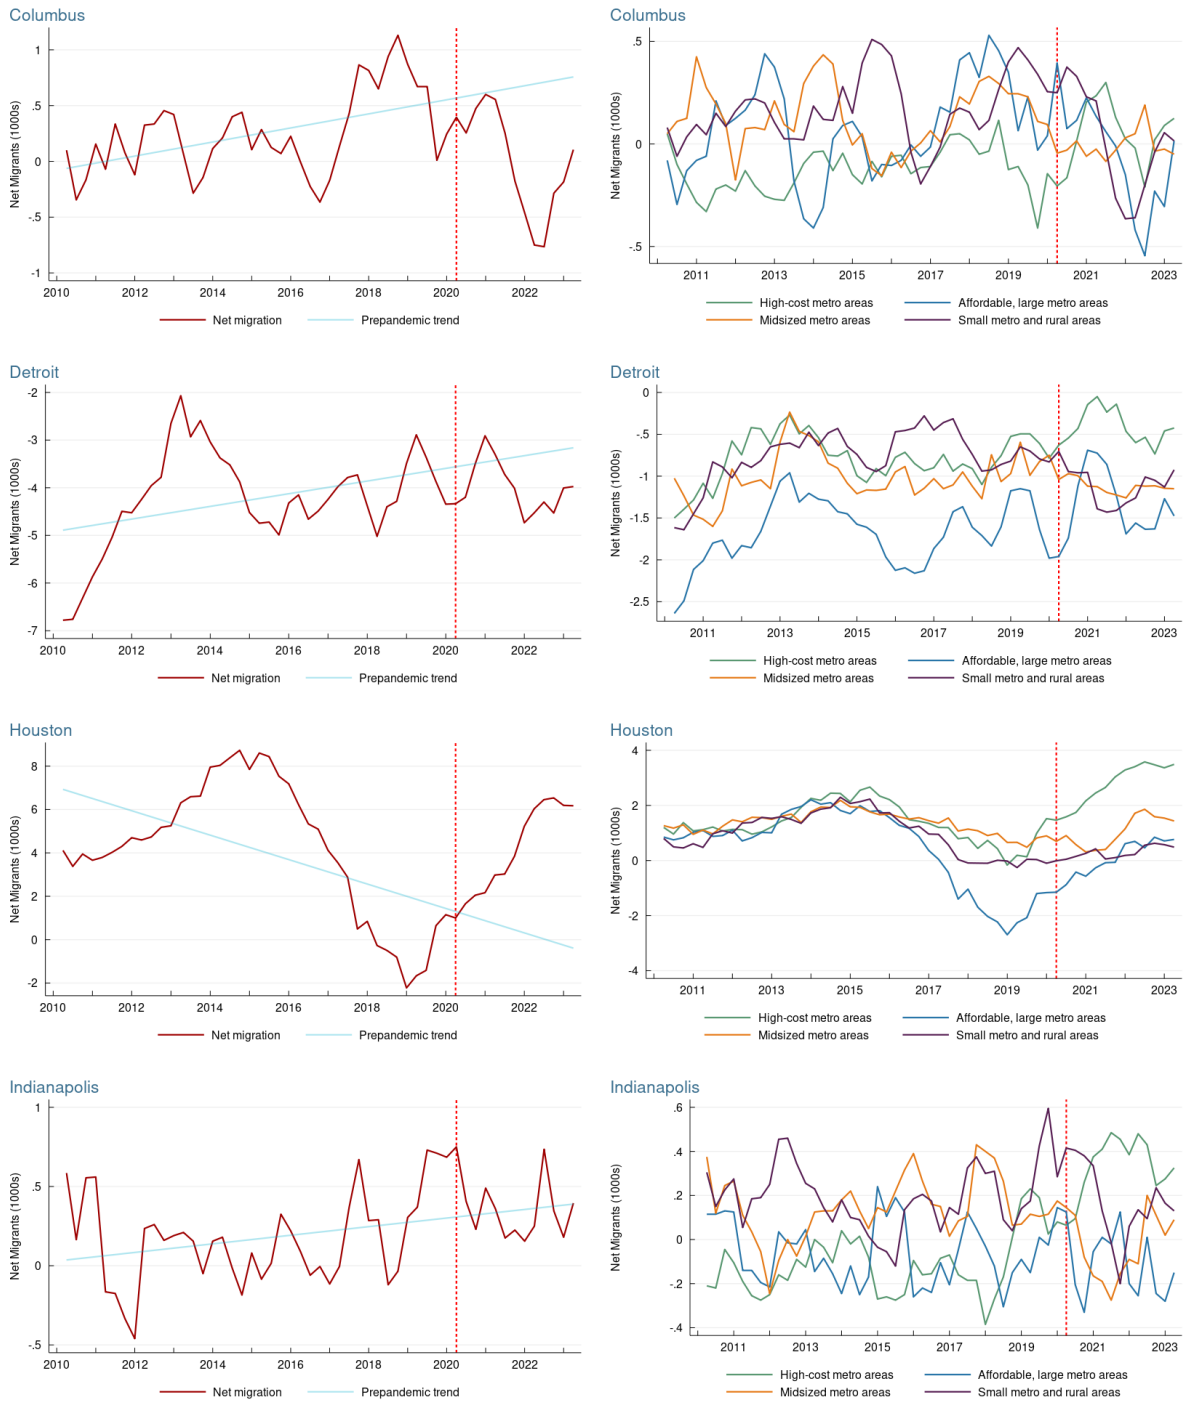 Columbus
Net Migrants (1000s)
1
.5
0
-.5
-1
2010 2012 2014 2016 2018 2020 2022
Net migration Prepandemic trend
Columbus
Net Migrants (1000s)
.5
0
-.5
2011 2013 2015 2017 2019 2021 2023
High-cost metro areas Affordable, large metro areas
Midsized metro areas Small metro and rural areas
Detroit
Net Migrants (1000s)
-2
-3
-4
-5
-6
-7
2010 2012 2014 2016 2018 2020 2022
Net migration Prepandemic trend
Detroit
Net Migrants (1000s)
0
-.5
-1
-1.5
-2
-2.5
2011 2013 2015 2017 2019 2021 2023
High-cost metro areas Affordable, large metro areas
Midsized metro areas Small metro and rural areas
Houston
Net Migrants (1000s)
8
6
4
2
0
-2
2010 2012 2014 2016 2018 2020 2022
Net migration Prepandemic trend
Houston
Net Migrants (1000s)
4
2
0
-2
-4
2011 2013 2015 2017 2019 2021 2023
High-cost metro areas Affordable, large metro areas
Midsized metro areas Small metro and rural areas
Indianapolis
Net Migrants (1000s)
1
.5
0
-.5
2010 2012 2014 2016 2018 2020 2022
Net migration Prepandemic trend
Indianapolis
Net Migrants (1000s)
.6
.4
.2
0
-.2
-.4
2011 2013 2015 2017 2019 2021 2023
High-cost metro areas Affordable, large metro areas
Midsized metro areas Small metro and rural areas